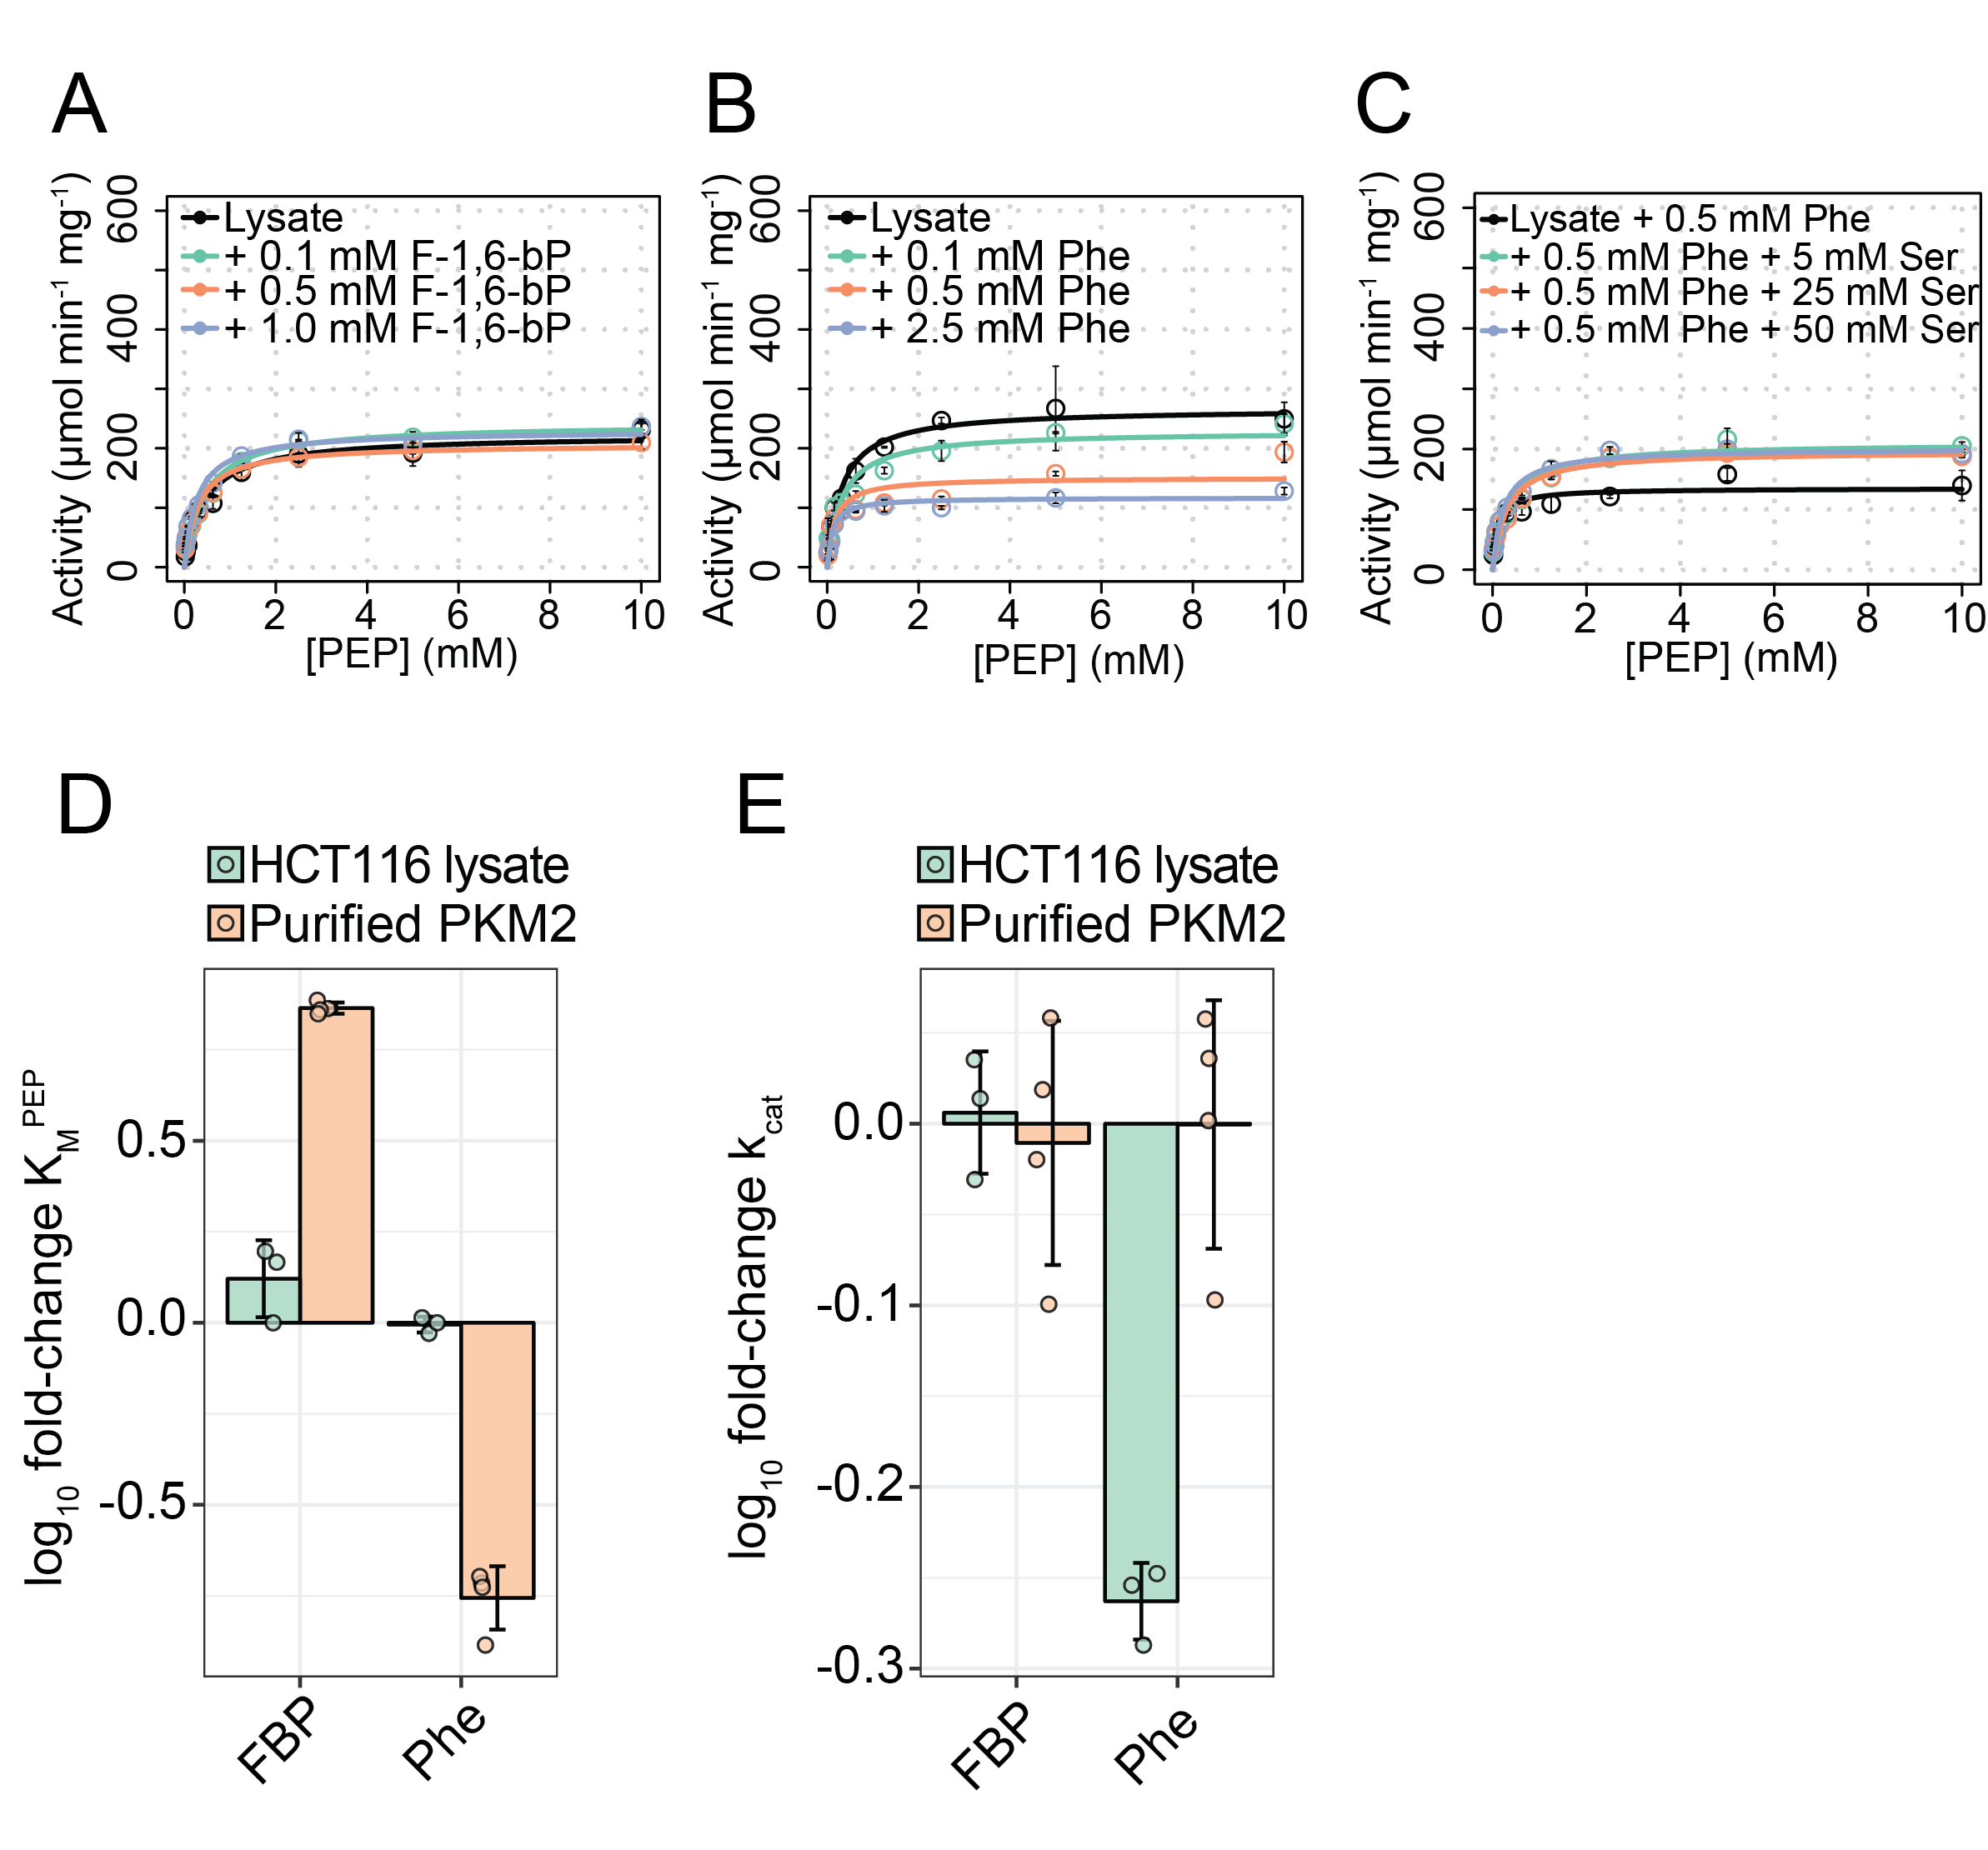 A
Activity (µmol min⁻¹ mg⁻¹)
600
400
200
0
Lysate
+ 0.1 mM F-1,6-bP
+ 0.5 mM F-1,6-bP
+ 1.0 mM F-1,6-bP
0 2 4 6 8 10
[PEP] (mM)
B
Activity (µmol min⁻¹ mg⁻¹)
600
400
200
0
Lysate
+ 0.1 mM Phe
+ 0.5 mM Phe
+ 2.5 mM Phe
0 2 4 6 8 10
[PEP] (mM)
C
Activity (µmol min⁻¹ mg⁻¹)
600
400
200
0
Lysate + 0.5 mM Phe
+ 0.5 mM Phe + 5 mM Ser
+ 0.5 mM Phe + 25 mM Ser
+ 0.5 mM Phe + 50 mM Ser
0 2 4 6 8 10
[PEP] (mM)
D
HCT116 lysate
Purified PKM2
log₁₀ fold-change K_M^PEP
0.5
0.0
-0.5
FBP
Phe
E
HCT116 lysate
Purified PKM2
log₁₀ fold-change k_cat
0.0
-0.1
-0.2
-0.3
FBP
Phe